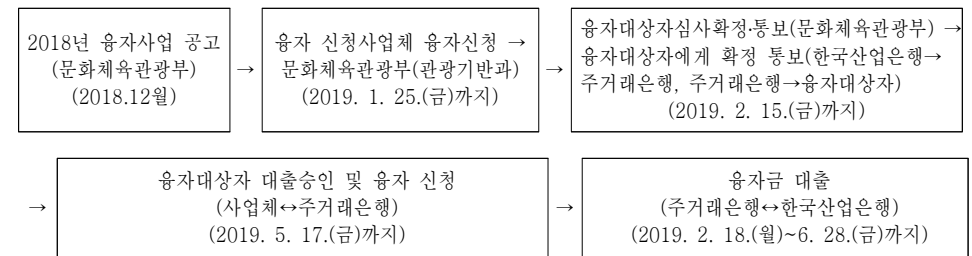 2018년 융자사업 공고
(문화체육관광부)
(2018.12월)
→
융자 신청사업체 융자신청 →
문화체육관광부(관광기반과)
(2019. 1. 25.(금)까지)
→
융자대상자심사확정·통보(문화체육관광부) →
융자대상자에게 확정 통보(한국산업은행→
주거래은행, 주거래은행→융자대상자)
(2019. 2. 15.(금)까지)
→
융자대상자 대출승인 및 융자 신청
(사업체↔주거래은행)
(2019. 5. 17.(금)까지)
→
융자금 대출
(주거래은행↔한국산업은행)
(2019. 2. 18.(월)~6. 28.(금)까지)